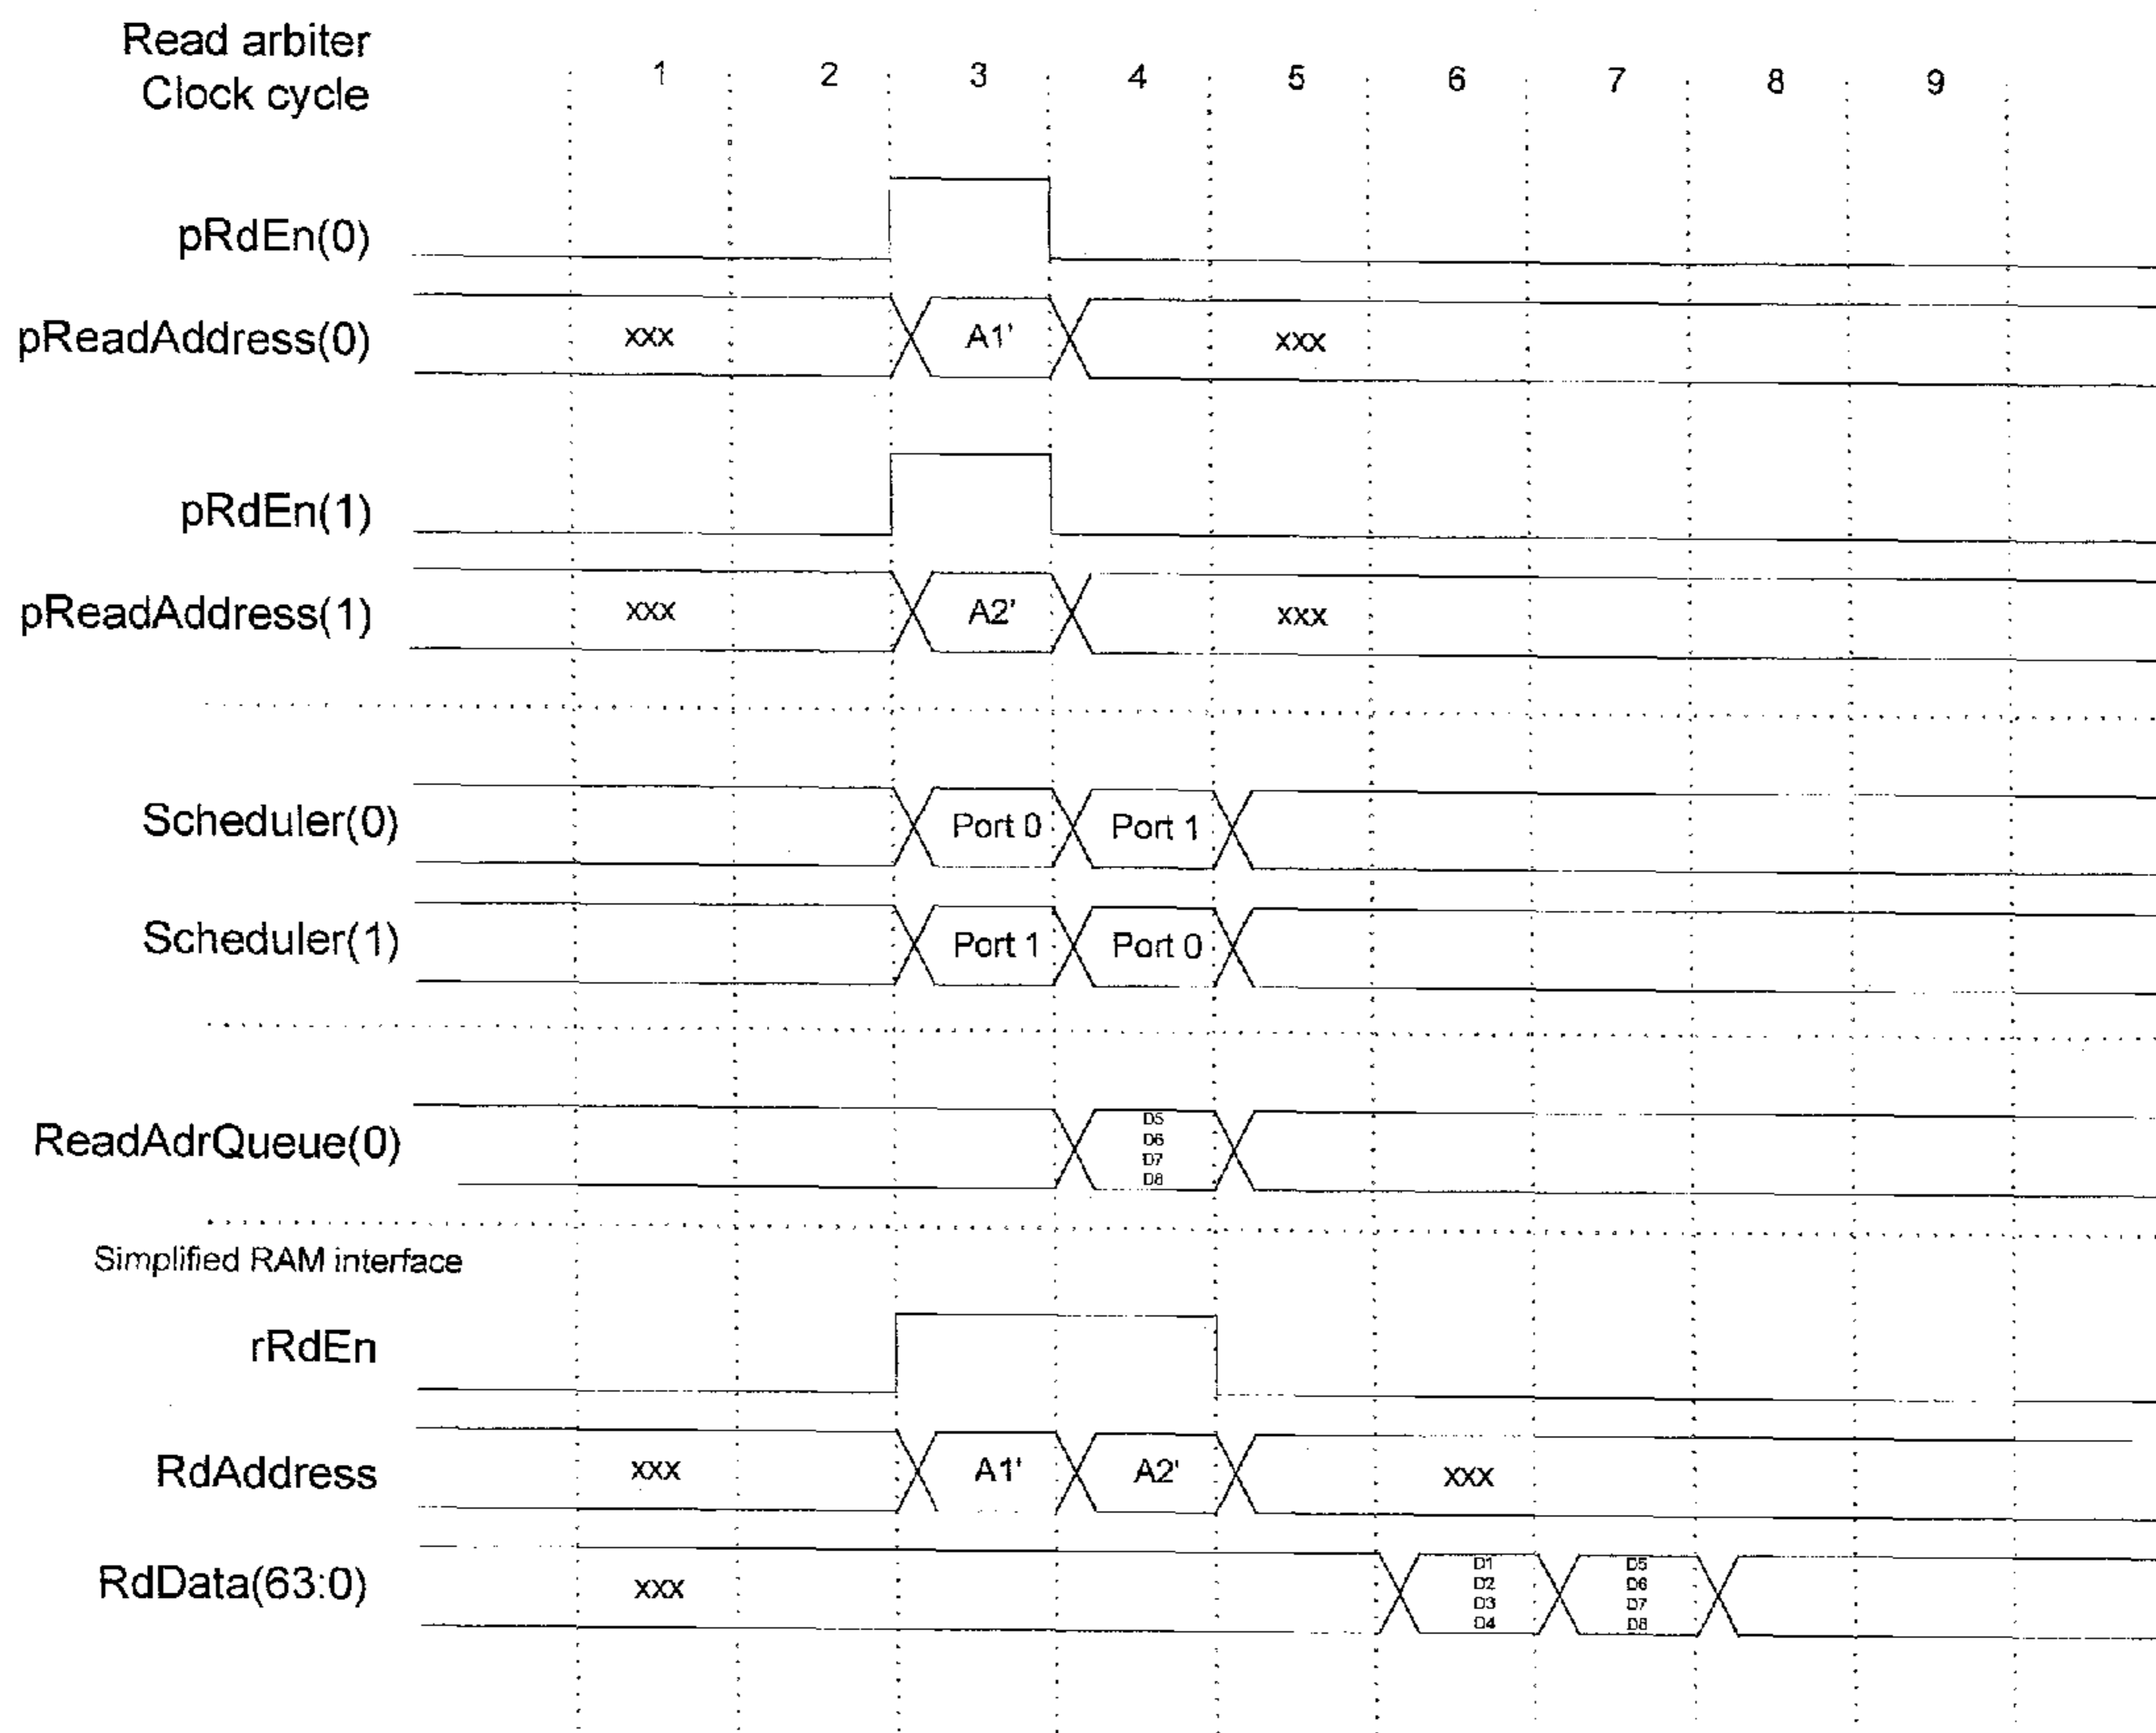 Read arbiter
Clock cycle 1 2 3 4 5 6 7 8 9
pRdEn(0)
pReadAddress(0) xxx A1' xxx
pRdEn(1)
pReadAddress(1) xxx A2' xxx
Scheduler(0) Port 0 Port 1
Scheduler(1) Port 1 Port 0
ReadAdrQueue(0) D5
D6
D7
D8
Simplified RAM interface
rRdEn
RdAddress xxx A1' A2' xxx
RdData(63:0) xxx
D1 D5
D2 D6
D3 D7
D4 D8